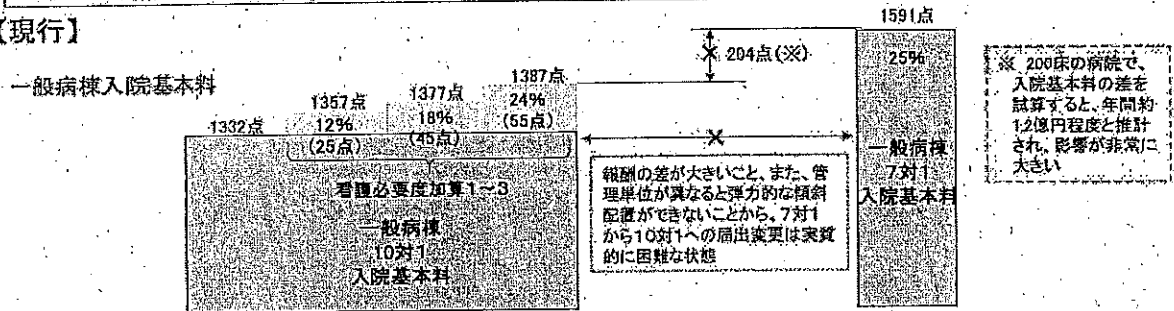 【現行】
一般病棟入院基本料
1332点
1357点
12%
(25点)
1377点
18%
(45点)
1387点
24%
(55点)
看護必要度加算1~3
一般病棟
10対1
入院基本料
204点(※)
報酬の差が大きいこと、また、管
理単位が異なると弾力的な傾斜
配置ができないことから、7対1
から10対1への届出変更は実質
的に困難な状態
1591点
25%
一般病棟
7対1
入院基本料
※ 200床の病院で、
入院基本料の差を
試算すると、年間約
1.2億円程度と推計
され、影響が非常に
大きい